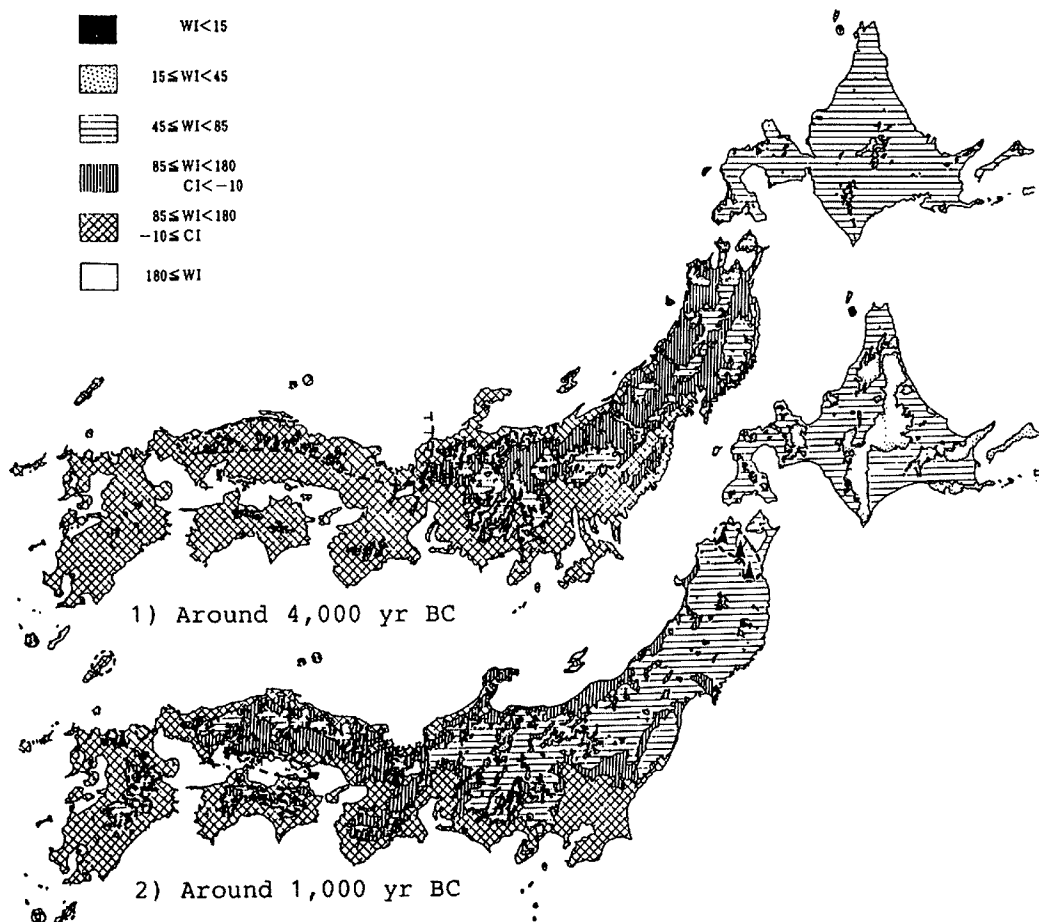 WI<15
15≦WI<45
45≦WI<85
85≦WI<180
CI<-10
85≦WI<180
-10≦CI
180≦WI
1) Around 4,000 yr BC
2) Around 1,000 yr BC